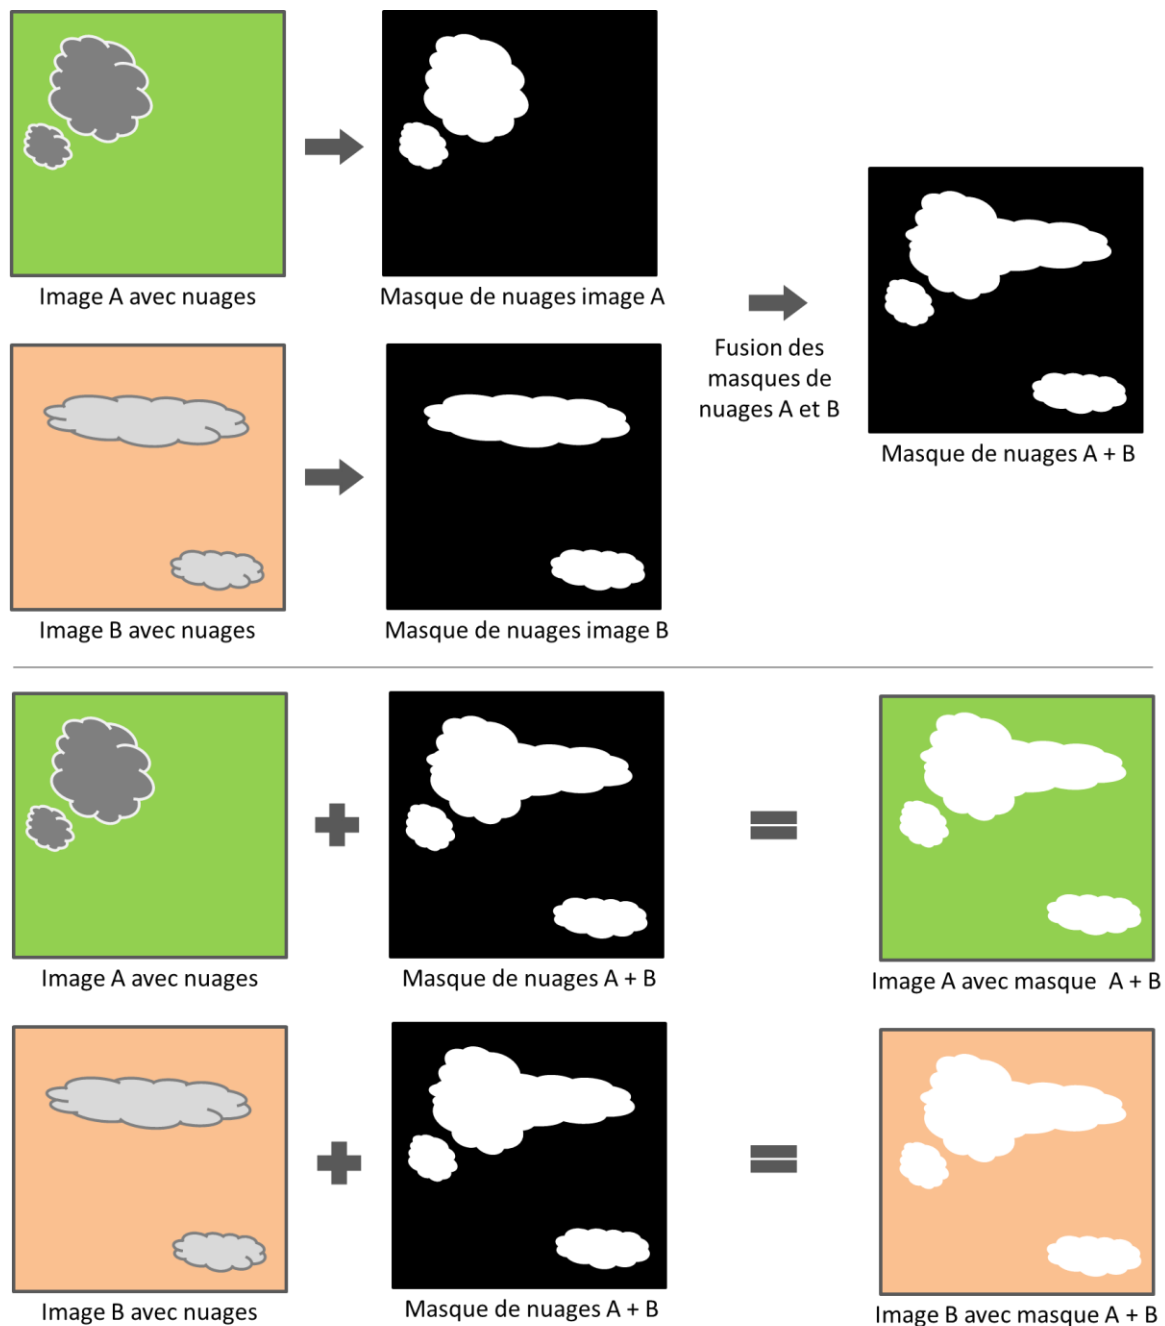 Image A avec nuages
Masque de nuages image A
Fusion des
masques de
nuages A et B
Masque de nuages A + B
Image B avec nuages
Masque de nuages image B
Image A avec nuages
Masque de nuages A + B
Image A avec masque  A + B
Image B avec nuages
Masque de nuages A + B
Image B avec masque A + B